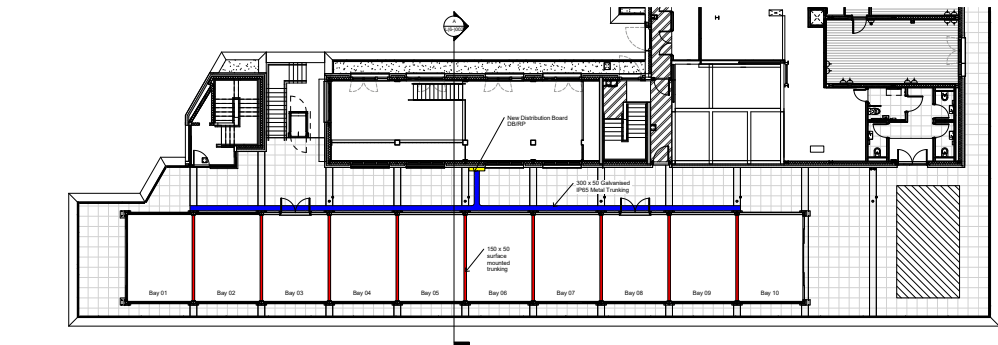 A
New Distribution Board
DB/RP
300 x 50 Galvanised
IP65 Metal Trunking
150 x 50
surface
mounted
trunking
Bay 01
Bay 02
Bay 03
Bay 04
Bay 05
Bay 06
Bay 07
Bay 08
Bay 09
Bay 10